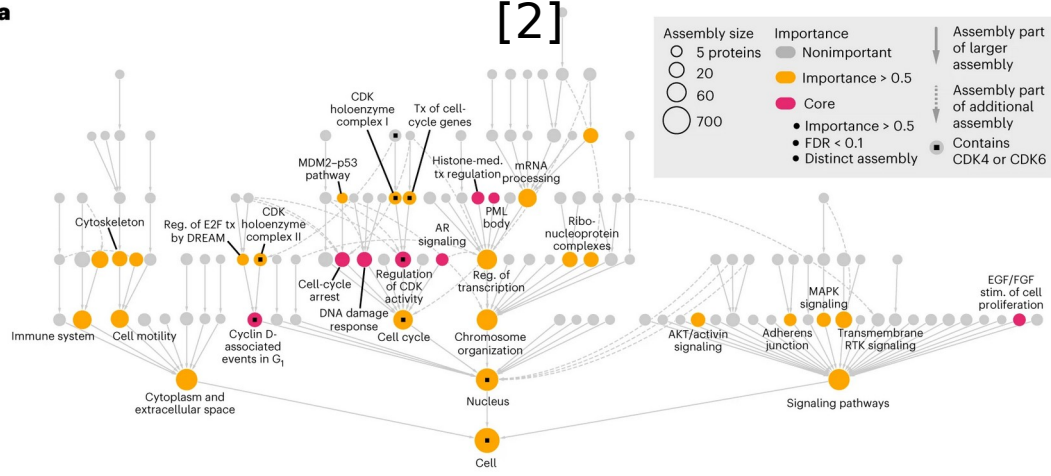 a
[2]
Assembly size
5 proteins
20
60
700
Importance
Nonimportant
Importance > 0.5
Core
• Importance > 0.5
• FDR < 0.1
• Distinct assembly
Assembly part
of larger
assembly
Assembly part
of additional
assembly
Contains
CDK4 or CDK6
CDK
holoenzyme
complex I
Tx of cell-
cycle genes
MDM2–p53
pathway
Histone-med.
tx regulation
mRNA
processing
Cytoskeleton
Reg. of E2F tx
by DREAM
CDK
holoenzyme
complex II
AR
signaling
PML
body
Ribo-
nucleoprotein
complexes
Cell-cycle
arrest
DNA damage
response
Regulation
of CDK
activity
Reg. of
transcription
MAPK
signaling
EGF/FGF
stim. of cell
proliferation
Immune system
Cell motility
Cyclin D-
associated
events in G1
Cell cycle
Chromosome
organization
AKT/activin
signaling
Adherens
junction
Transmembrane
RTK signaling
Cytoplasm and
extracellular space
Nucleus
Signaling pathways
Cell